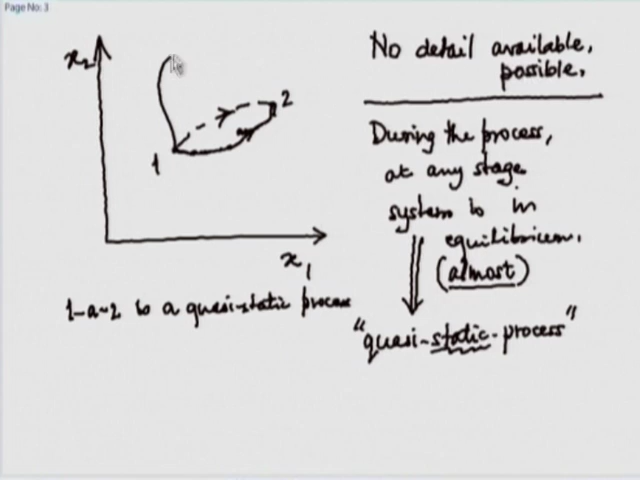 Page No: 3
x₂
2
1
x₁
1-a-2 is a quasi-static process
No detail available,
possible.
During the process,
at any stage
system is in
equilibrium.
(almost)
"quasi-static-process"